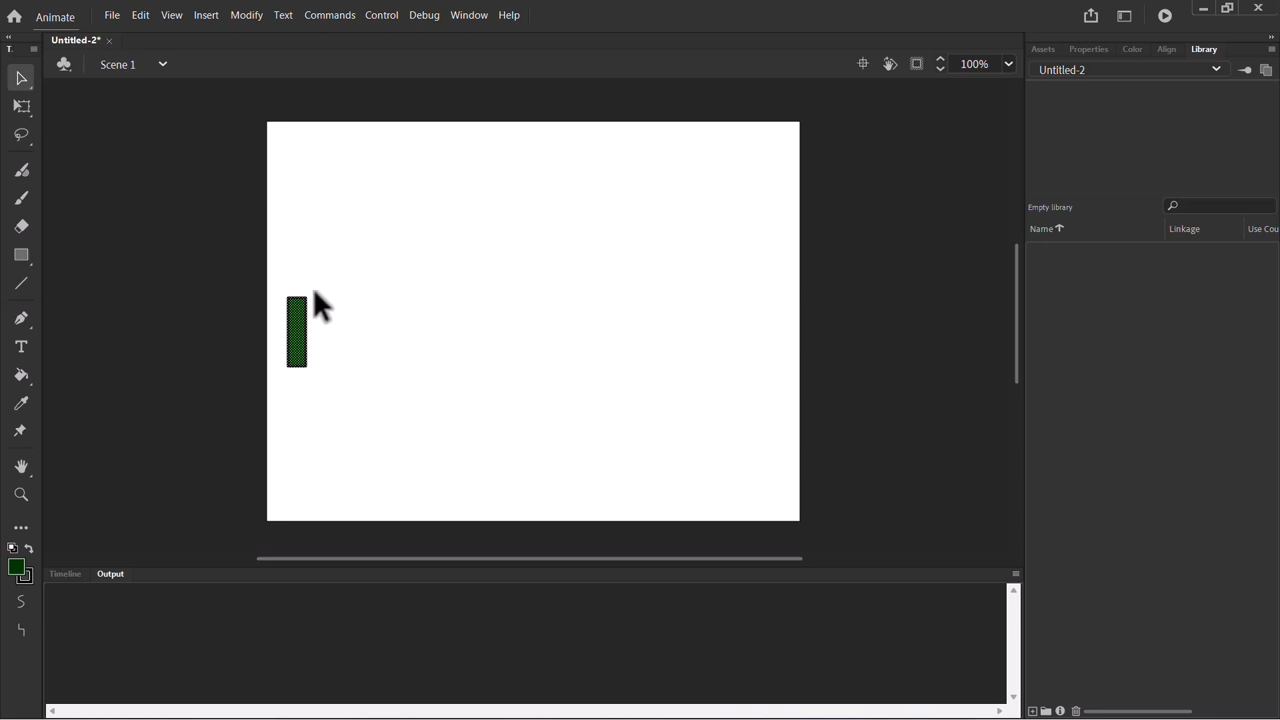 Animate File Edit View Insert Modify Text Commands Control Debug Window Help
Untitled-2*
T. Assets Properties Color Align Library
Scene 1 100% Untitled-2
Empty library
Name Linkage Use Cou
Timeline Output